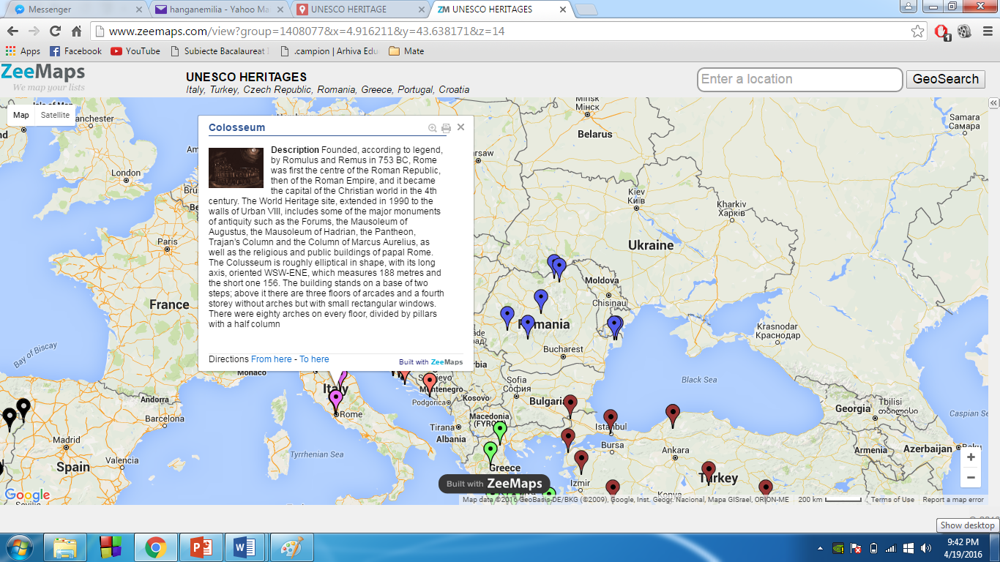 Messenger
hanganemilia - Yahoo Ma
UNESCO HERITAGE
ZM UNESCO HERITAGES
www.zeemaps.com/view?group=1408077&x=4.916211&y=43.638171&z=14
1
Apps
Facebook
YouTube
Subiecte Bacalaureat
.campion | Arhiva Edu
Mate
ZeeMaps
We map your lists
UNESCO HERITAGES
Italy, Turkey, Czech Republic, Romania, Greece, Portugal, Croatia
Enter a location
GeoSearch
Map
Satellite
Isle of Man
Manchester
London
Paris
France
Bay of Biscay
Andorra
Barcelona
Madrid
Spain
Valencia
Sevilla
Monaco
Italy
Rome
Tyrrhenian Sea
Colosseum
Description Founded, according to legend,
by Romulus and Remus in 753 BC, Rome
was first the centre of the Roman Republic,
then of the Roman Empire, and it became
the capital of the Christian world in the 4th
century. The World Heritage site, extended in 1990 to the
walls of Urban VIII, includes some of the major monuments
of antiquity such as the Forums, the Mausoleum of
Augustus, the Mausoleum of Hadrian, the Pantheon,
Trajan's Column and the Column of Marcus Aurelius, as
well as the religious and public buildings of papal Rome.
The Colusseum is roughly elliptical in shape, with its long
axis, oriented WSW-ENE, which measures 188 metres and
the short one 156. The building stands on a base of two
steps; above it there are three floors of arcades and a fourth
storey without arches but with small rectangular windows.
There were eighty arches on every floor, divided by pillars
with a half column
Directions From here - To here
Built with ZeeMaps
Minsk
Мінск
Belarus
Samara
Самара
Kiev
Київ
Kharkiv
Харків
Ukraine
Moldova
Chisinau
Romania
Bucharest
Krasnodar
Краснодар
Black Sea
Montenegro
Podgorica
Kosovo
Sofia
София
Bulgaria
Macedonia
(FYROM)
Tirana
Albania
Greece
Istanbul
Bursa
Izmir
Ankara
Turkey
Konya
Georgia
Tbilisi
თბილისი
Caspian Se
Armenia
Azerbaijan
Baku
+
−
Built with ZeeMaps
Google
Map data ©2016 GeoBasis-DE/BKG (©2009), Google, Inst. Geogr. Nacional, Mapa GISrael, ORION-ME
200 km
Terms of Use
Report a map error
Show desktop
9:42 PM
4/19/2016